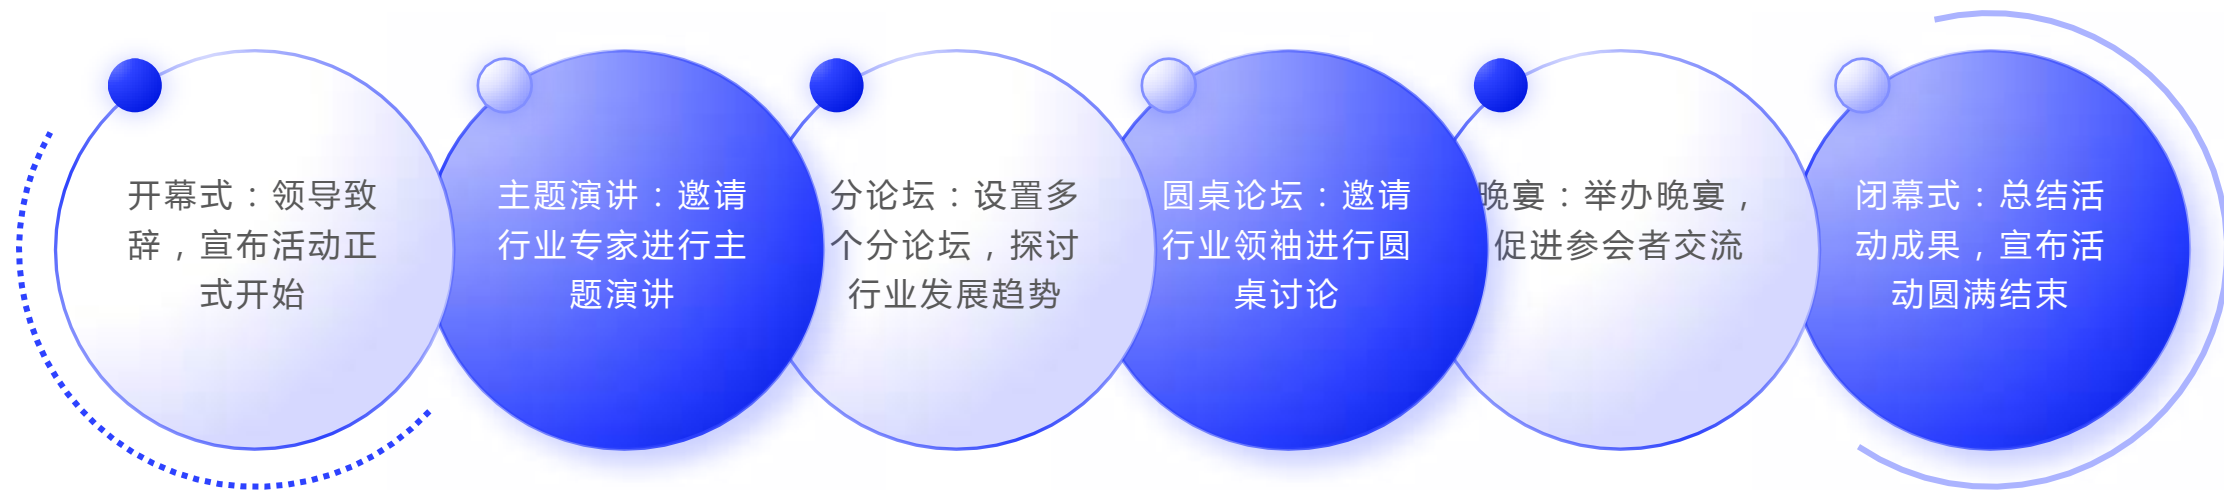 开幕式：领导致
辞，宣布活动正
式开始
主题演讲：邀请
行业专家进行主
题演讲
分论坛：设置多
个分论坛，探讨
行业发展趋势
圆桌论坛：邀请
行业领袖进行圆
桌讨论
晚宴：举办晚宴，
促进参会者交流
闭幕式：总结活
动成果，宣布活
动圆满结束